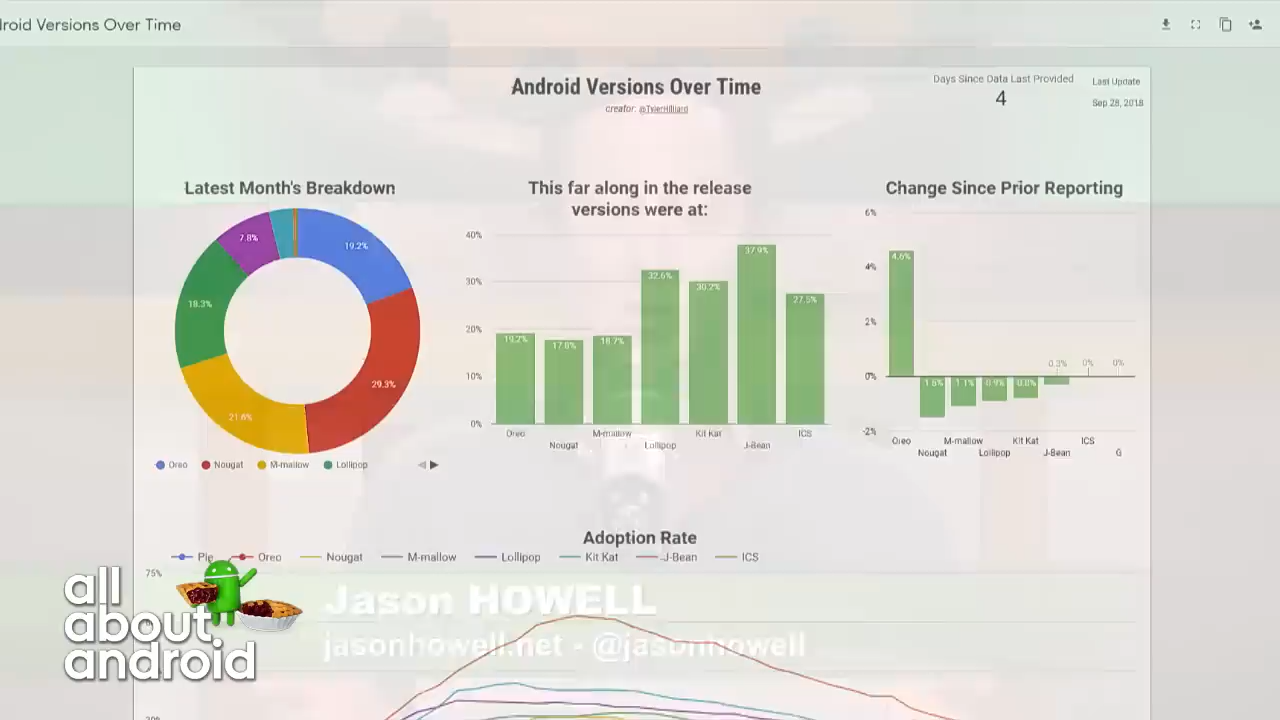 roid Versions Over Time
Android Versions Over Time
creator: @TylerHilliard
Days Since Data Last Provided
4
Last Update
Sep 28, 2018
Latest Month's Breakdown
19.2%
29.3%
21.6%
18.3%
7.8%
Oreo Nougat M-mallow Lollipop
This far along in the release
versions were at:
40%
30%
20%
10%
0%
19.2% 17.8% 18.7% 32.6% 30.2% 37.9% 27.5%
Oreo M-mallow Kit Kat ICS
Nougat Lollipop J-Bean
Change Since Prior Reporting
6%
4%
2%
0%
-2%
4.6%
1.6% 1.1% 0.9% 0.8% 0.3% 0% 0%
Oreo M-mallow Kit Kat ICS
Nougat Lollipop J-Bean G
Adoption Rate
Pie Oreo Nougat M-mallow Lollipop Kit Kat J-Bean ICS
75%
all
about
android
Jason HOWELL
jasonhowell.net - @jasonhowell